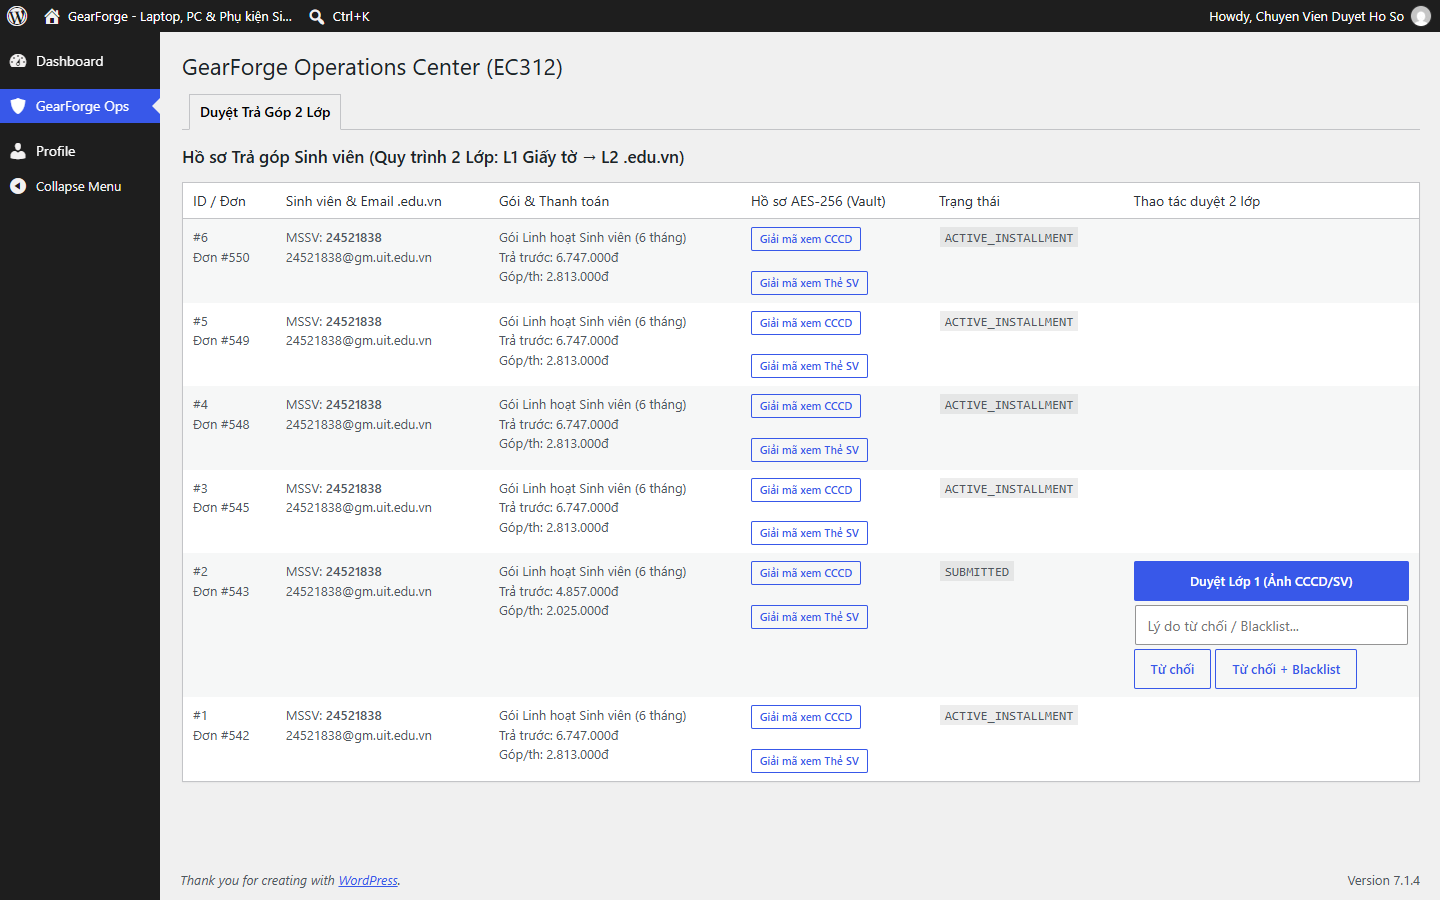 GearForge - Laptop, PC & Phụ kiện Si...
Ctrl+K
Howdy, Chuyen Vien Duyet Ho So
Dashboard
GearForge Ops
Profile
Collapse Menu
GearForge Operations Center (EC312)
Duyệt Trả Góp 2 Lớp
Hồ sơ Trả góp Sinh viên (Quy trình 2 Lớp: L1 Giấy tờ → L2 .edu.vn)
ID / Đơn
Sinh viên & Email .edu.vn
Gói & Thanh toán
Hồ sơ AES-256 (Vault)
Trạng thái
Thao tác duyệt 2 lớp
#6
Đơn #550
MSSV: 24521838
24521838@gm.uit.edu.vn
Gói Linh hoạt Sinh viên (6 tháng)
Trả trước: 6.747.000đ
Góp/th: 2.813.000đ
Giải mã xem CCCD
Giải mã xem Thẻ SV
ACTIVE_INSTALLMENT
#5
Đơn #549
MSSV: 24521838
24521838@gm.uit.edu.vn
Gói Linh hoạt Sinh viên (6 tháng)
Trả trước: 6.747.000đ
Góp/th: 2.813.000đ
Giải mã xem CCCD
Giải mã xem Thẻ SV
ACTIVE_INSTALLMENT
#4
Đơn #548
MSSV: 24521838
24521838@gm.uit.edu.vn
Gói Linh hoạt Sinh viên (6 tháng)
Trả trước: 6.747.000đ
Góp/th: 2.813.000đ
Giải mã xem CCCD
Giải mã xem Thẻ SV
ACTIVE_INSTALLMENT
#3
Đơn #545
MSSV: 24521838
24521838@gm.uit.edu.vn
Gói Linh hoạt Sinh viên (6 tháng)
Trả trước: 6.747.000đ
Góp/th: 2.813.000đ
Giải mã xem CCCD
Giải mã xem Thẻ SV
ACTIVE_INSTALLMENT
#2
Đơn #543
MSSV: 24521838
24521838@gm.uit.edu.vn
Gói Linh hoạt Sinh viên (6 tháng)
Trả trước: 4.857.000đ
Góp/th: 2.025.000đ
Giải mã xem CCCD
Giải mã xem Thẻ SV
SUBMITTED
Duyệt Lớp 1 (Ảnh CCCD/SV)
Lý do từ chối / Blacklist...
Từ chối
Từ chối + Blacklist
#1
Đơn #542
MSSV: 24521838
24521838@gm.uit.edu.vn
Gói Linh hoạt Sinh viên (6 tháng)
Trả trước: 6.747.000đ
Góp/th: 2.813.000đ
Giải mã xem CCCD
Giải mã xem Thẻ SV
ACTIVE_INSTALLMENT
Thank you for creating with WordPress.
Version 7.1.4